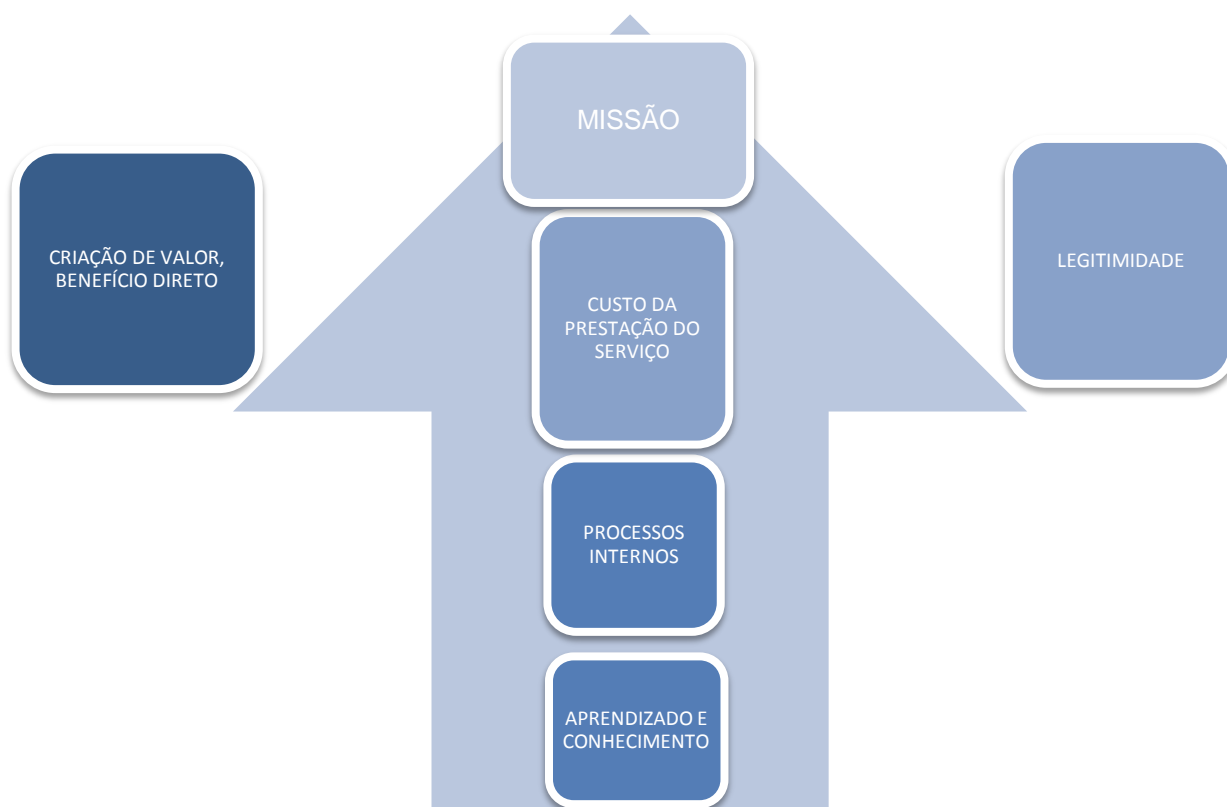 MISSÃO
CRIAÇÃO DE VALOR,
BENEFÍCIO DIRETO
LEGITIMIDADE
CUSTO DA
PRESTAÇÃO DO
SERVIÇO
PROCESSOS
INTERNOS
APRENDIZADO E
CONHECIMENTO